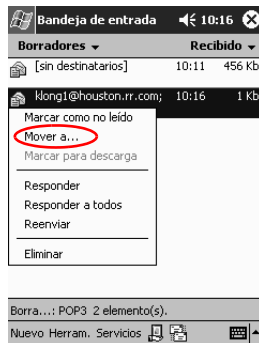 Bandeja de entrada 10:16
Borradores Recibido
[sin destinatarios] 10:11 456 Kb
klong1@houston.rr.com; 10:16 1 Kb
Marcar como no leído
Mover a...
Marcar para descarga
Responder
Responder a todos
Reenviar
Eliminar
Borra...: POP3 2 elemento(s).
Nuevo Herram. Servicios